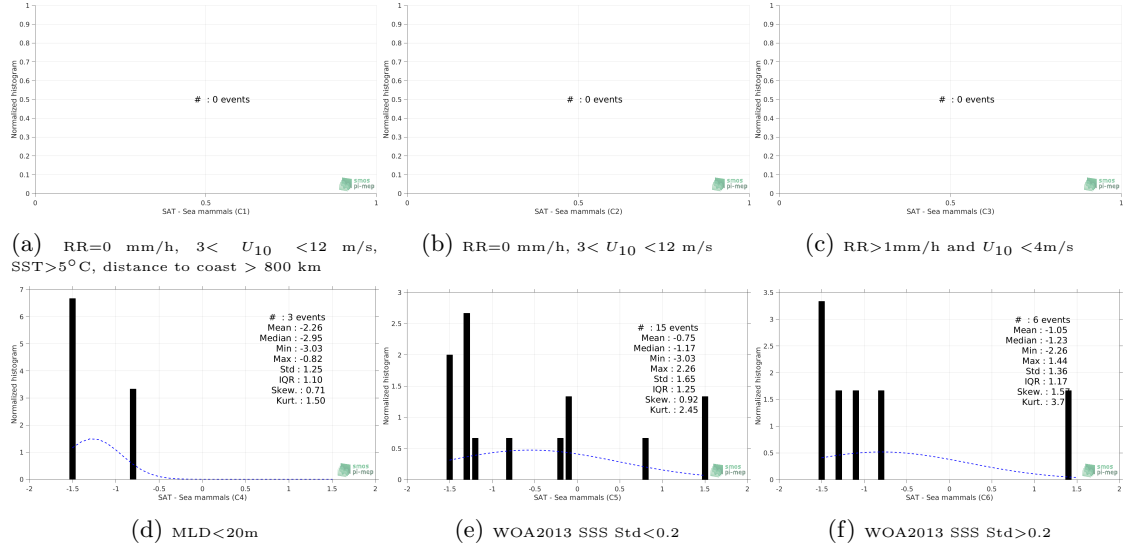 1
0.9
0.8
0.7
0.6
0.5
0.4
0.3
0.2
0.1
0
Normalized histogram
# : 0 events
smos
pi-mep
0 0.5 1
SAT - Sea mammals (C1)
1
0.9
0.8
0.7
0.6
0.5
0.4
0.3
0.2
0.1
0
Normalized histogram
# : 0 events
smos
pi-mep
0 0.5 1
SAT - Sea mammals (C2)
1
0.9
0.8
0.7
0.6
0.5
0.4
0.3
0.2
0.1
0
Normalized histogram
# : 0 events
smos
pi-mep
0 0.5 1
SAT - Sea mammals (C3)
(a) RR=0 mm/h, 3< U10 <12 m/s,
SST>5°C, distance to coast > 800 km
(b) RR=0 mm/h, 3< U10 <12 m/s
(c) RR>1mm/h and U10 <4m/s
7
6
5
4
3
2
1
0
Normalized histogram
# : 3 events
Mean : -2.26
Median : -2.95
Min : -3.03
Max : -0.82
Std : 1.25
IQR : 1.10
Skew. : 0.71
Kurt. : 1.50
smos
pi-mep
-2 -1.5 -1 -0.5 0 0.5 1 1.5 2
SAT - Sea mammals (C4)
3
2.5
2
1.5
1
0.5
0
Normalized histogram
# : 15 events
Mean : -0.75
Median : -1.17
Min : -3.03
Max : 2.26
Std : 1.65
IQR : 1.25
Skew. : 0.92
Kurt. : 2.45
smos
pi-mep
-2 -1.5 -1 -0.5 0 0.5 1 1.5 2
SAT - Sea mammals (C5)
3.5
3
2.5
2
1.5
1
0.5
0
Normalized histogram
# : 6 events
Mean : -1.05
Median : -1.23
Min : -2.26
Max : 1.44
Std : 1.36
IQR : 1.17
Skew. : 1.57
Kurt. : 3.7
smos
pi-mep
-2 -1.5 -1 -0.5 0 0.5 1 1.5 2
SAT - Sea mammals (C6)
(d) MLD<20m
(e) WOA2013 SSS Std<0.2
(f) WOA2013 SSS Std>0.2